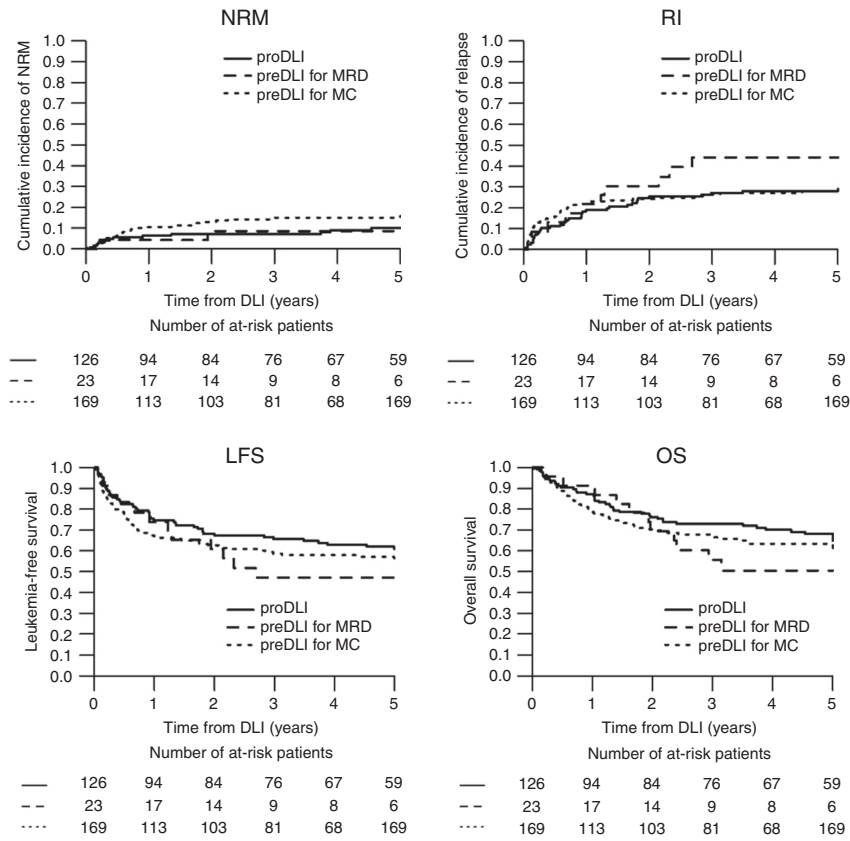 NRM
Cumulative incidence of NRM
1.0
0.9
0.8
0.7
0.6
0.5
0.4
0.3
0.2
0.1
0.0
proDLI
preDLI for MRD
preDLI for MC
0 1 2 3 4 5
Time from DLI (years)
Number of at-risk patients
126 94 84 76 67 59
23 17 14 9 8 6
169 113 103 81 68 169
RI
Cumulative incidence of relapse
1.0
0.9
0.8
0.7
0.6
0.5
0.4
0.3
0.2
0.1
0.0
proDLI
preDLI for MRD
preDLI for MC
0 1 2 3 4 5
Time from DLI (years)
Number of at-risk patients
126 94 84 76 67 59
23 17 14 9 8 6
169 113 103 81 68 169
LFS
Leukemia-free survival
1.0
0.9
0.8
0.7
0.6
0.5
0.4
0.3
0.2
0.1
0.0
proDLI
preDLI for MRD
preDLI for MC
0 1 2 3 4 5
Time from DLI (years)
Number of at-risk patients
126 94 84 76 67 59
23 17 14 9 8 6
169 113 103 81 68 169
OS
Overall survival
1.0
0.9
0.8
0.7
0.6
0.5
0.4
0.3
0.2
0.1
0.0
proDLI
preDLI for MRD
preDLI for MC
0 1 2 3 4 5
Time from DLI (years)
Number of at-risk patients
126 94 84 76 67 59
23 17 14 9 8 6
169 113 103 81 68 169